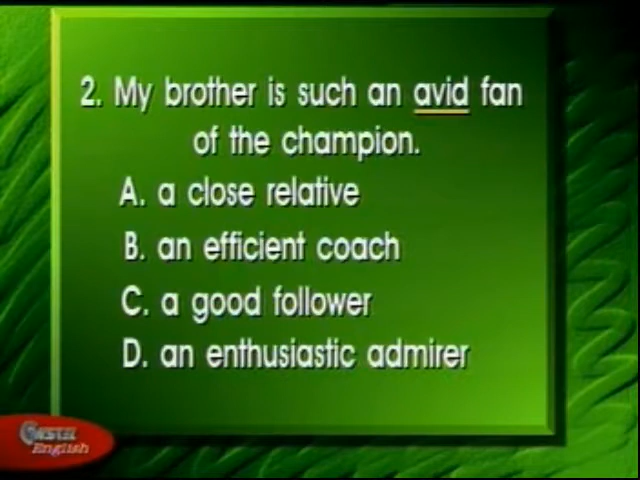 2. My brother is such an avid fan
of the champion.
A. a close relative
B. an efficient coach
C. a good follower
D. an enthusiastic admirer
English